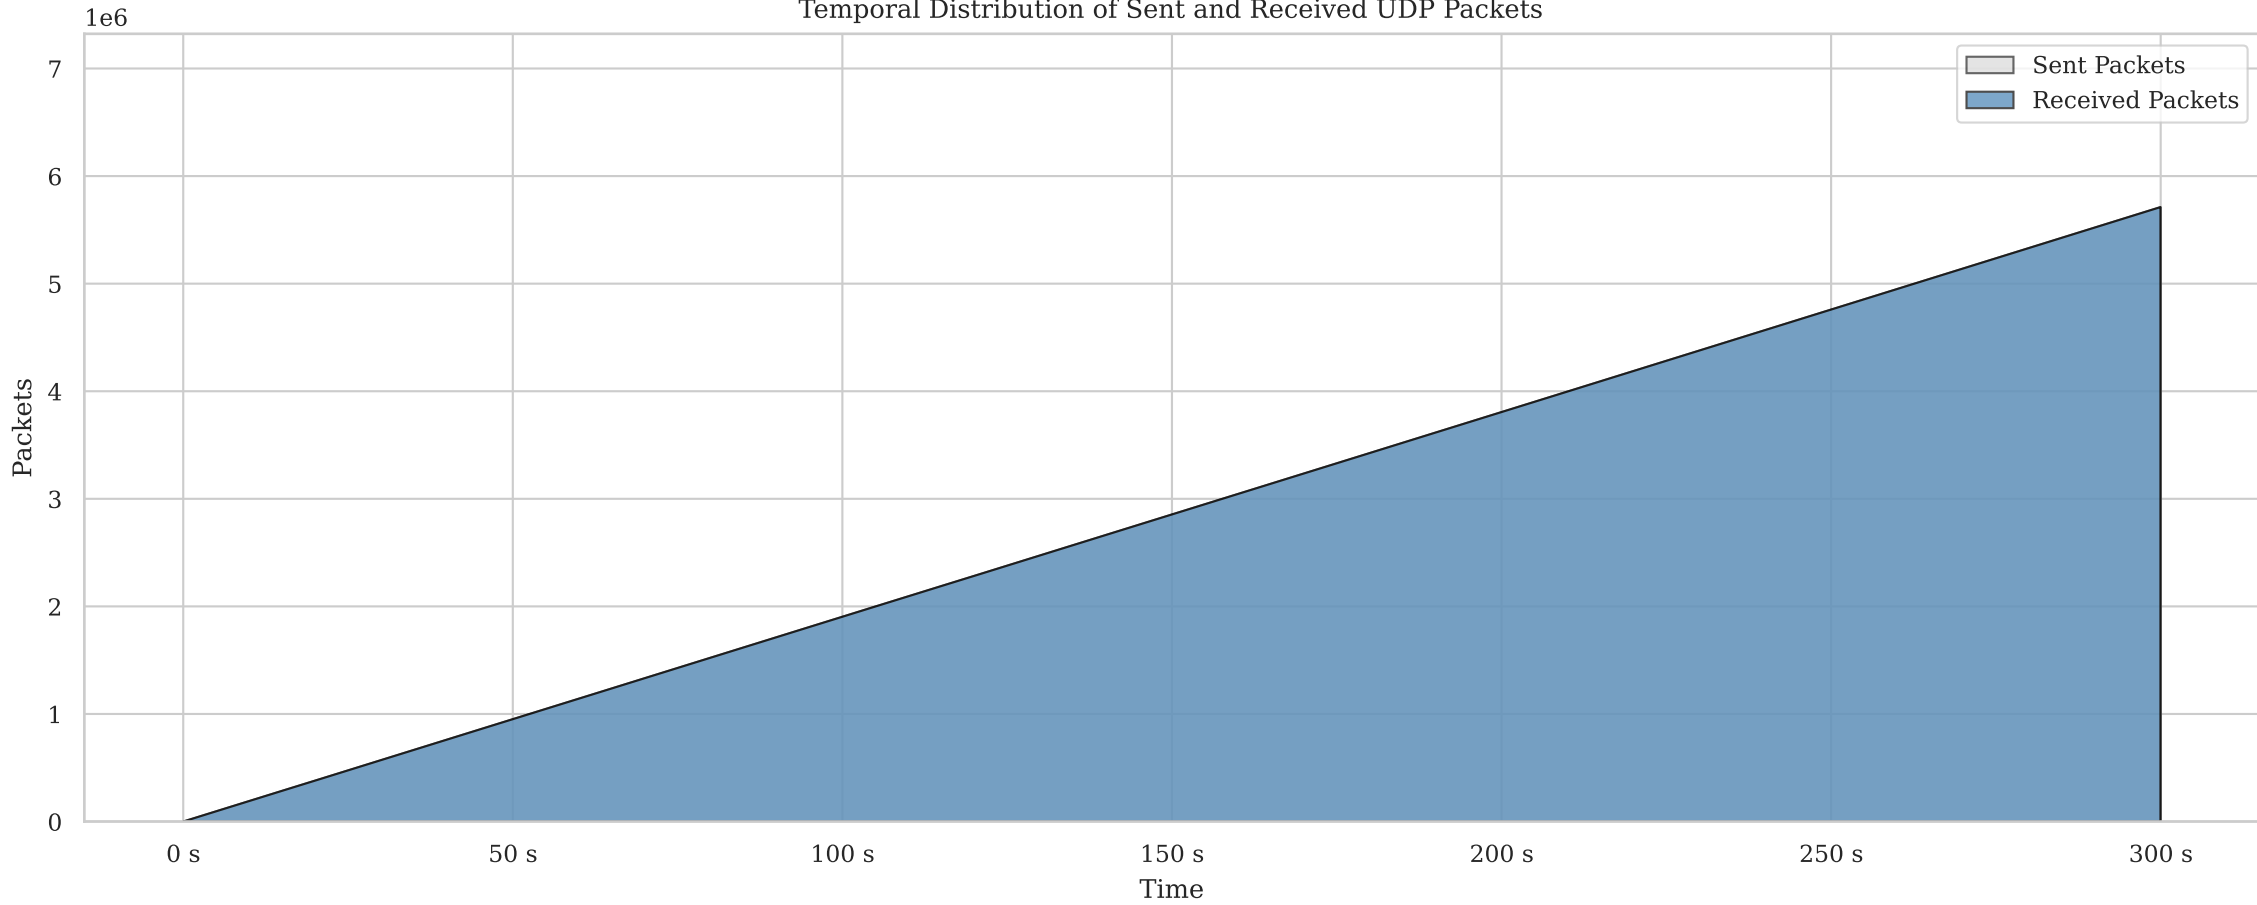 Temporal Distribution of Sent and Received UDP Packets
1e6
Sent Packets
Received Packets
7
6
5
4
3
2
1
0
Packets
0 s
50 s
100 s
150 s
200 s
250 s
300 s
Time